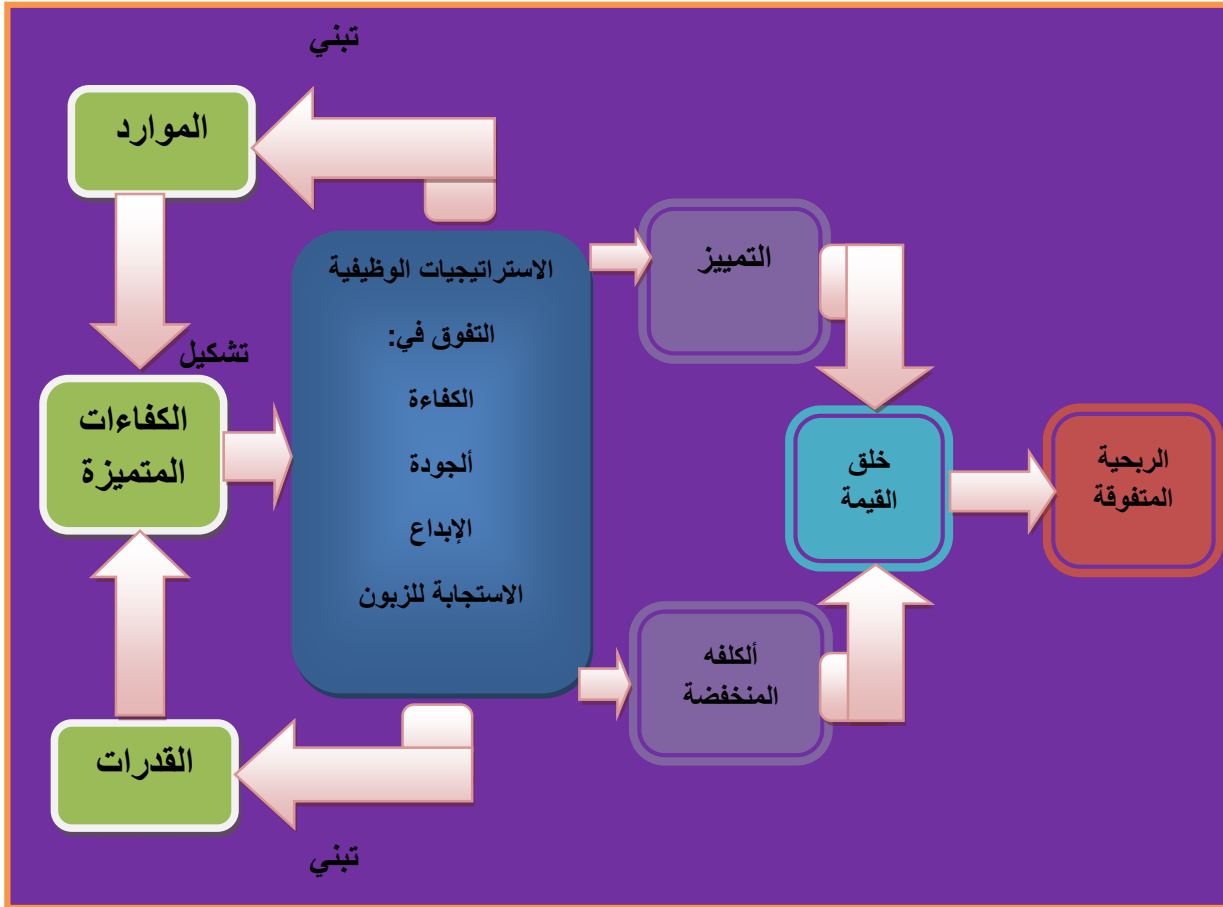 تبني
الموارد
الاستراتيجيات الوظيفية
التفوق في:
الكفاءة
ألجودة
الإبداع
الاستجابة للزبون
التمييز
تشكيل
الكفاءات
المتميزة
خلق
القيمة
الربحية
المتفوقة
ألكلفه
المنخفضة
القدرات
تبني